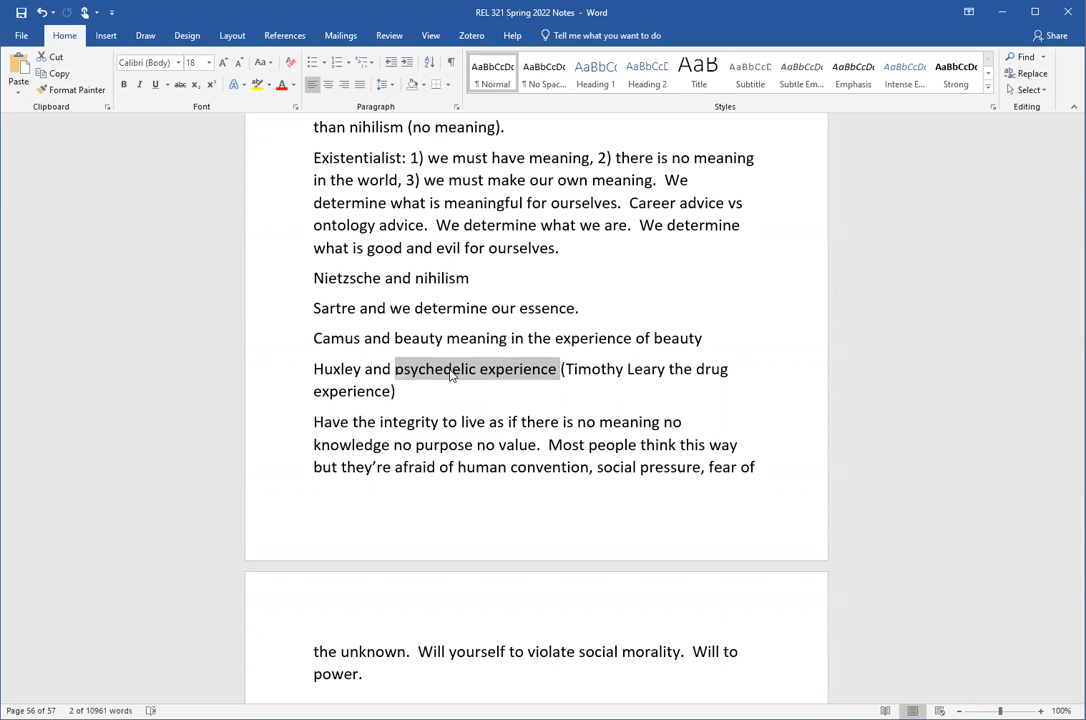 REL 321 Spring 2022 Notes - Word
File Home Insert Draw Design Layout References Mailings Review View Zotero Help Tell me what you want to do Share
Paste
Cut
Copy
Format Painter
Clipboard
Calibri (Body) 18
B I U abc X₂ X²
Font
Paragraph
AaBbCcDc AaBbCcDc AaBbCc AaBbCcD AaB AaBbCcD AaBbCcDc AaBbCcDc AaBbCcDc AaBbCcDc
¶ Normal ¶ No Spac... Heading 1 Heading 2 Title Subtitle Subtle Em... Emphasis Intense E... Strong
Styles
Find
Replace
Select
Editing
than nihilism (no meaning).
Existentialist: 1) we must have meaning, 2) there is no meaning
in the world, 3) we must make our own meaning.  We
determine what is meaningful for ourselves.  Career advice vs
ontology advice.  We determine what we are.  We determine
what is good and evil for ourselves.
Nietzsche and nihilism
Sartre and we determine our essence.
Camus and beauty meaning in the experience of beauty
Huxley and psychedelic experience (Timothy Leary the drug
experience)
Have the integrity to live as if there is no meaning no
knowledge no purpose no value.  Most people think this way
but they’re afraid of human convention, social pressure, fear of
the unknown.  Will yourself to violate social morality.  Will to
power.
Page 56 of 57 2 of 10961 words 100%